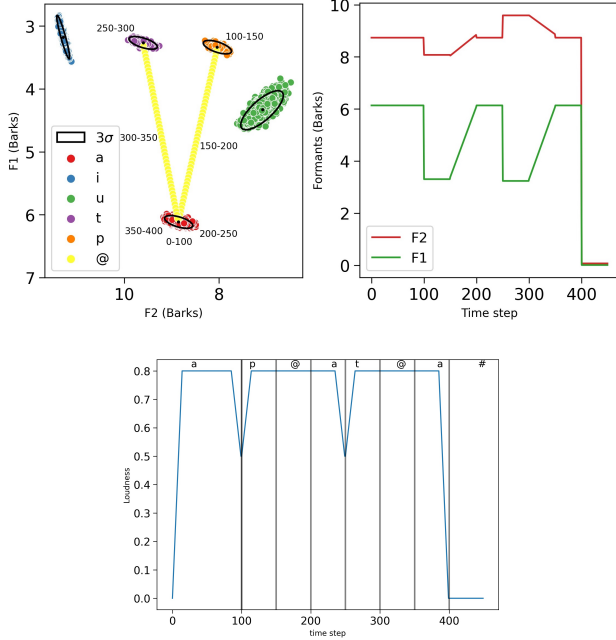 3
4
5
6
7
F1 (Barks)
250-300
100-150
300-350
150-200
350-400
0-100
200-250
3σ
a
i
u
t
p
@
10
8
F2 (Barks)
10
8
6
4
2
0
Formants (Barks)
F2
F1
0
100
200
300
400
Time step
a p @ a t @ a #
0.8
0.7
0.6
0.5
0.4
0.3
0.2
0.1
0.0
Loudness
0
100
200
300
400
time step